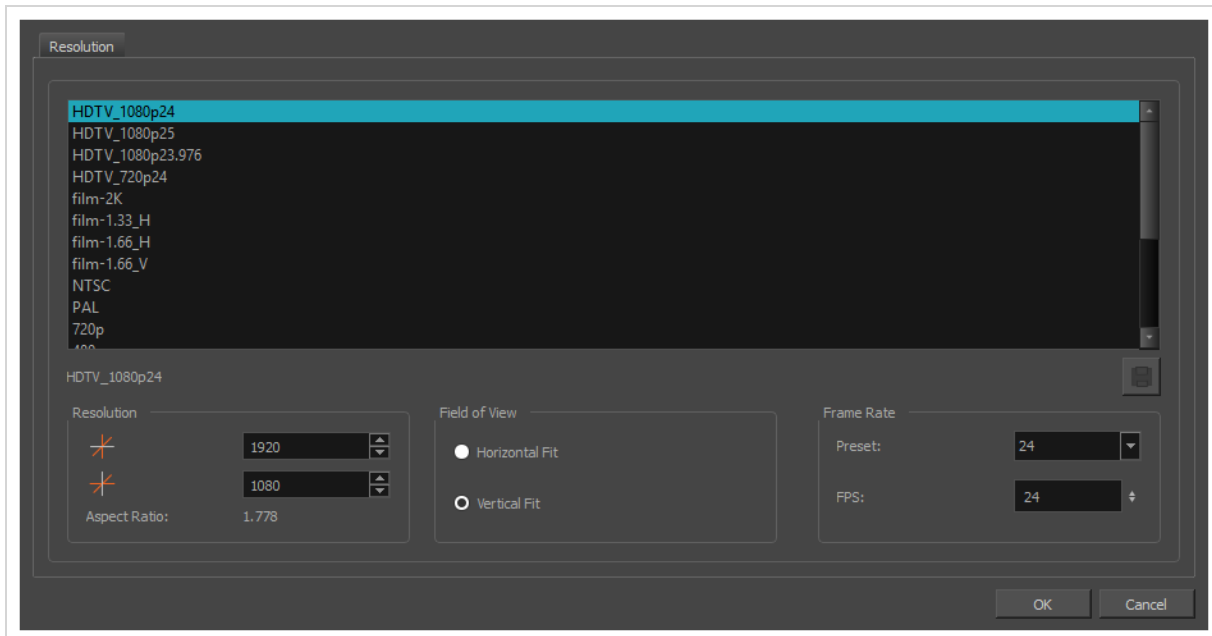 Resolution
HDTV_1080p24
HDTV_1080p25
HDTV_1080p23.976
HDTV_720p24
film-2K
film-1.33_H
film-1.66_H
film-1.66_V
NTSC
PAL
720p
HDTV_1080p24
Resolution
1920
1080
Aspect Ratio: 1.778
Field of View
Horizontal Fit
Vertical Fit
Frame Rate
Preset: 24
FPS: 24
OK Cancel